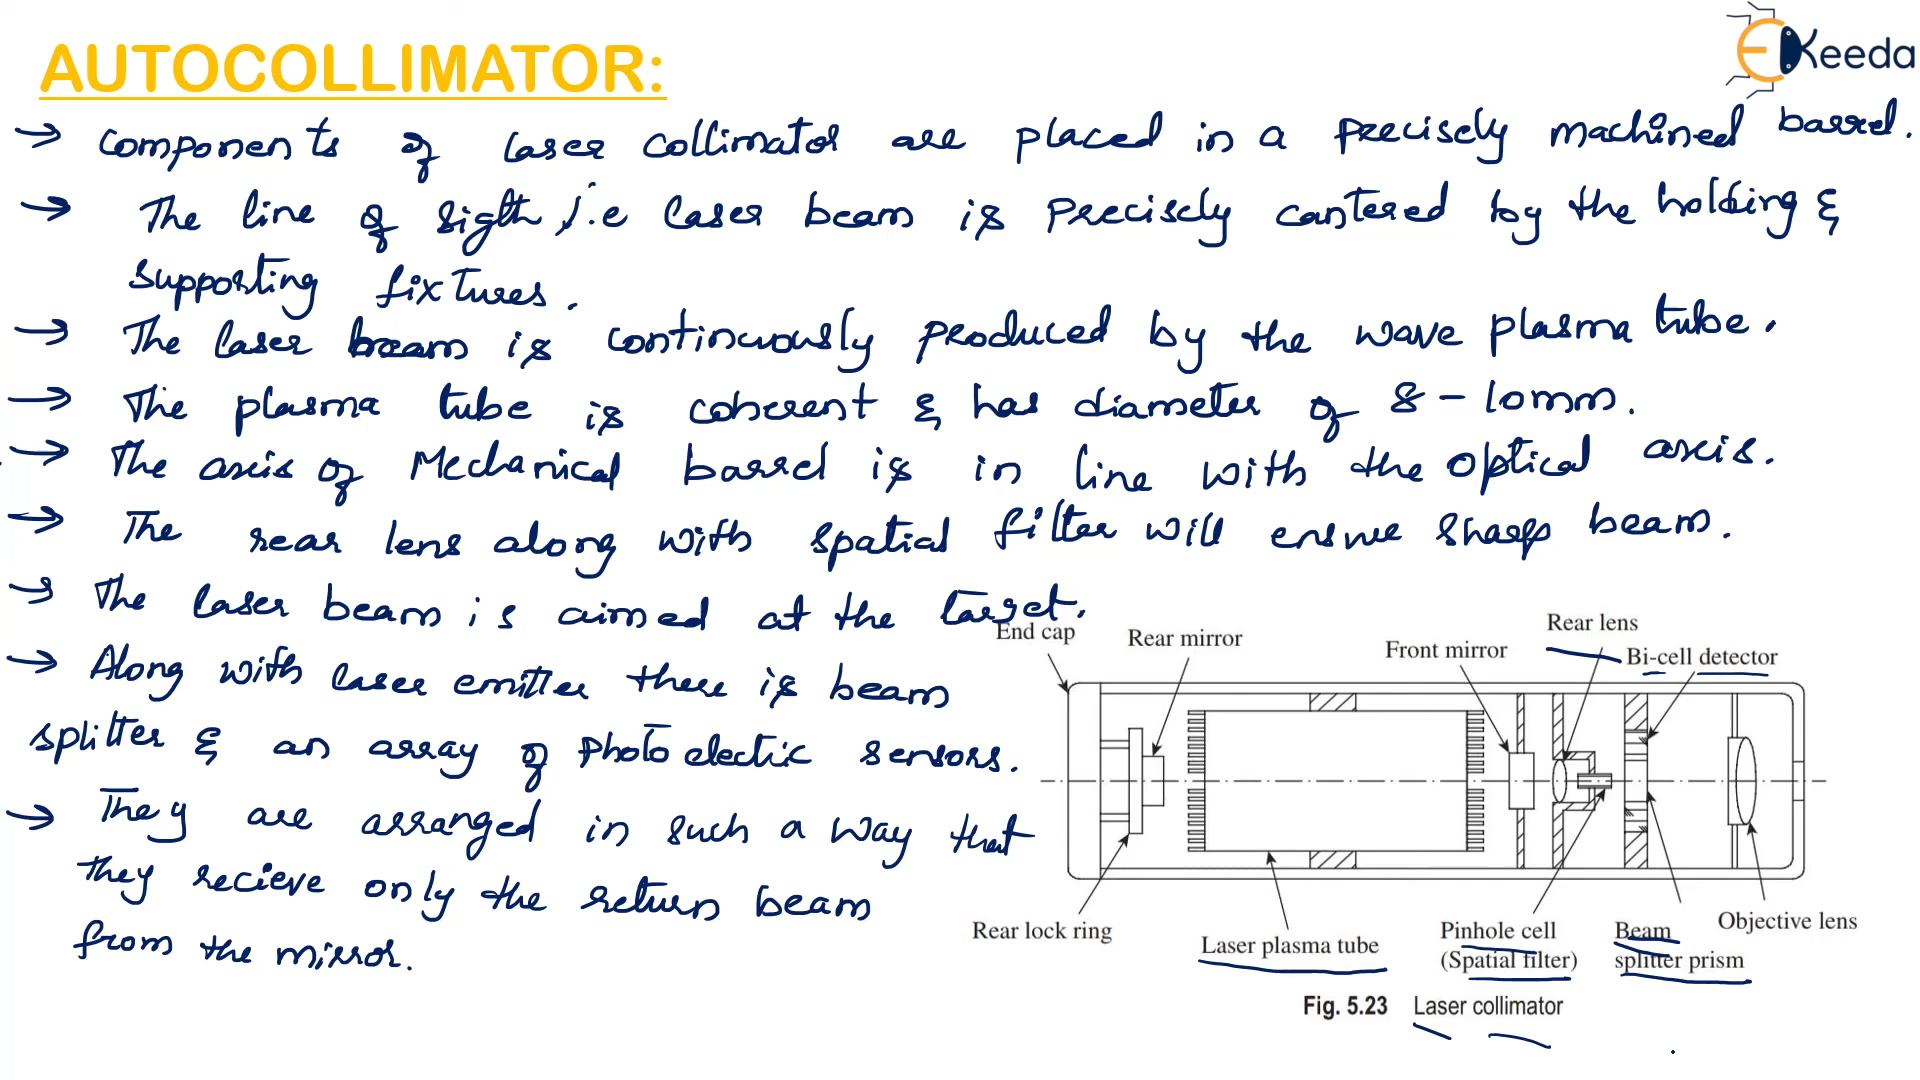 AUTOCOLLIMATOR:
EKeeda
→ Components of Laser collimator are placed in a precisely machined barrel.
→ The line of sigth, i.e laser beam is precisely cantered by the holding &
supporting fixtures.
→ The laser beam is continuously produced by the wave plasma tube.
→ The plasma tube is coherent & has diameter of 8-10mm.
→ The axis of Mechanical barrel is in line with the optical axis.
→ The rear lens along with spatial filter will ensure sharp beam.
→ The laser beam is aimed at the target.
→ Along with laser emitter there is beam
splitter & an array of photo electic sensors.
→ They are arranged in such a way that
they recieve only the return beam
from the mirror.
End cap
Rear mirror
Front mirror
Rear lens
Bi-cell detector
Rear lock ring
Laser plasma tube
Pinhole cell
(Spatial filter)
Beam
splitter prism
Objective lens
Fig. 5.23 Laser collimator